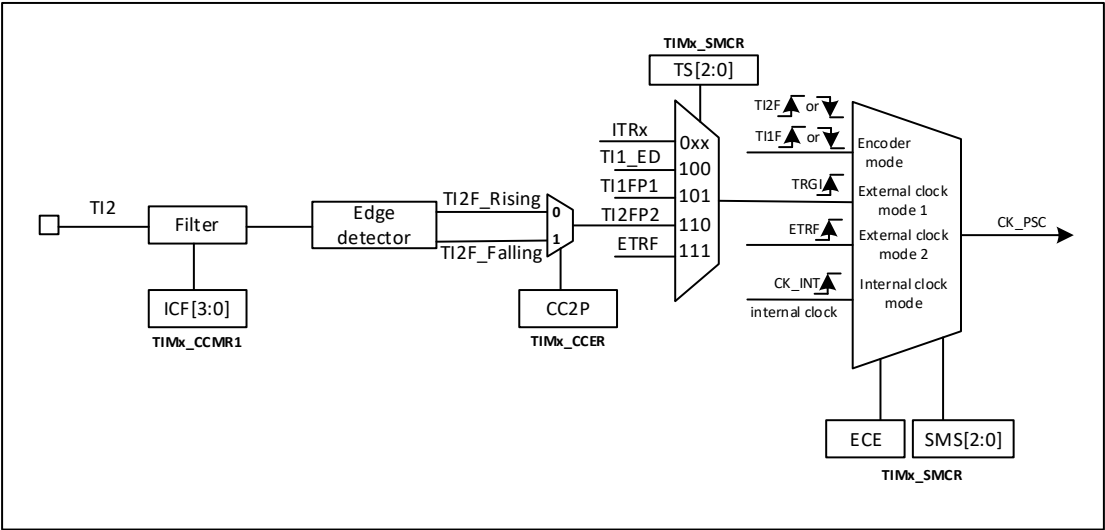 TIMx_SMCR
TS[2:0]
TI2F or
TI1F or
ITRx
0xx
Encoder
mode
TI1_ED
100
TRGI
TI1FP1
101
External clock
mode 1
TI2
Filter
Edge
detector
TI2F_Rising
0
TI2FP2
110
ETRF
External clock
mode 2
CK_PSC
TI2F_Falling
1
ETRF
111
CK_INT
Internal clock
mode
internal clock
ICF[3:0]
CC2P
TIMx_CCMR1
TIMx_CCER
ECE
SMS[2:0]
TIMx_SMCR